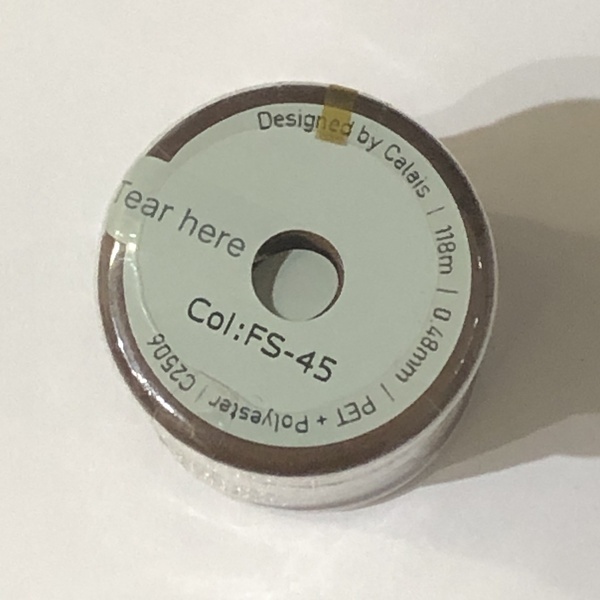 Designed by Calais | 118m | 0.48mm | PET + Polyester | C2506
Tear here
Col:FS-45